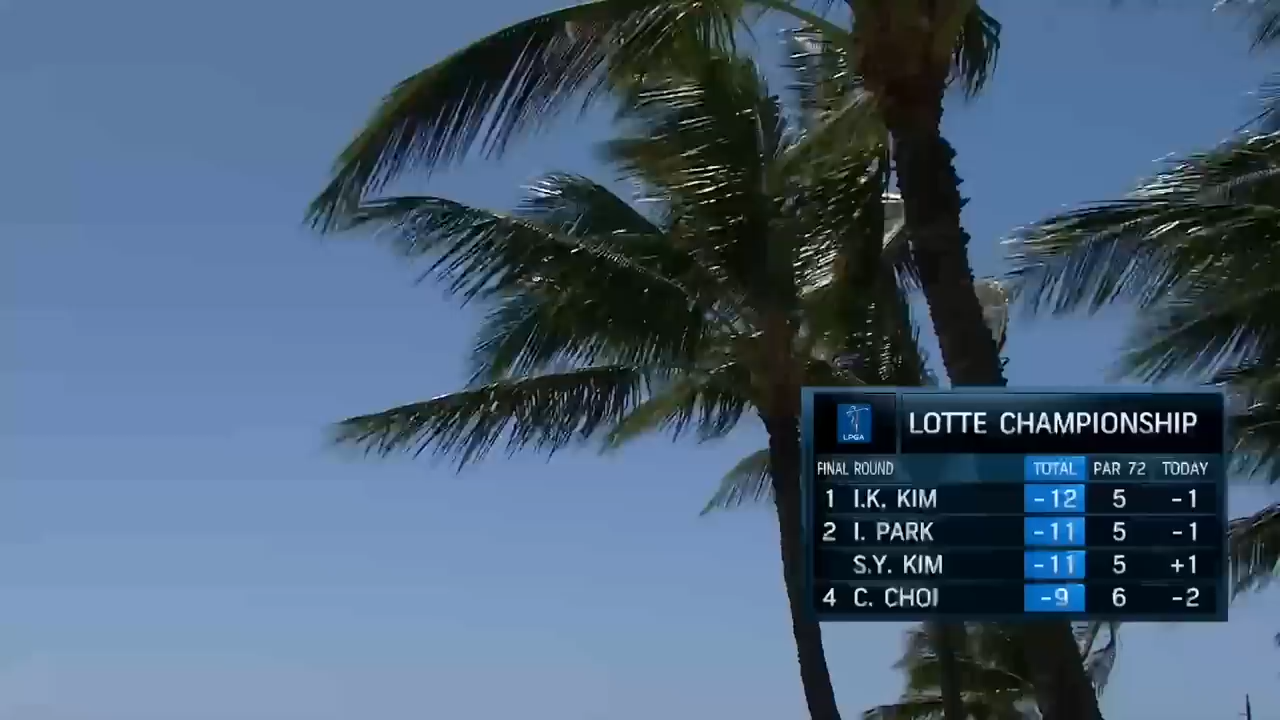 LPGA
LOTTE CHAMPIONSHIP
FINAL ROUND TOTAL PAR 72 TODAY
1 I.K. KIM -12 5 -1
2 I. PARK -11 5 -1
S.Y. KIM -11 5 +1
4 C. CHOI -9 6 -2